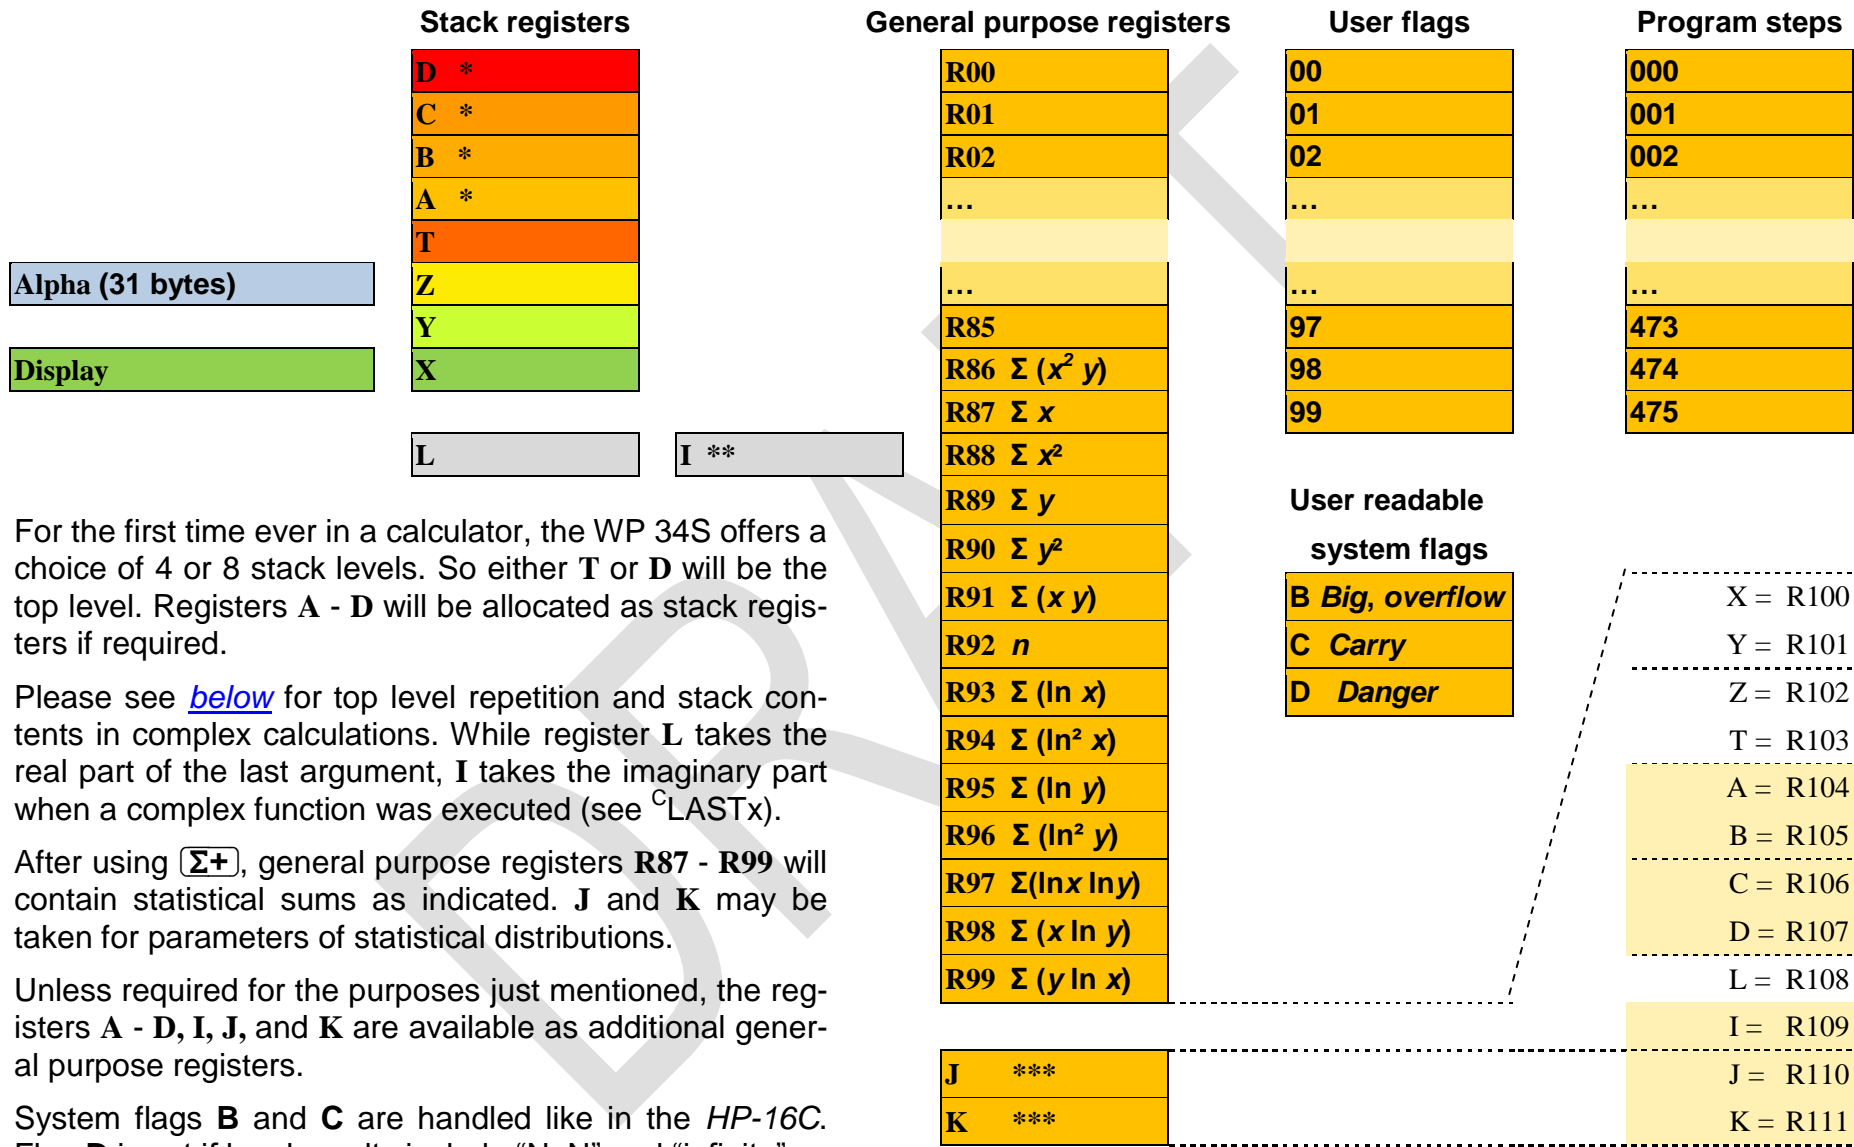 Stack registers
General purpose registers
User flags
Program steps
D *
C *
B *
A *
T
Z
Y
X
L
I **
Alpha (31 bytes)
Display
R00
R01
R02
…
…
R85
R86 Σ (x² y)
R87 Σ x
R88 Σ x²
R89 Σ y
R90 Σ y²
R91 Σ (x y)
R92 n
R93 Σ (ln x)
R94 Σ (ln² x)
R95 Σ (ln y)
R96 Σ (ln² y)
R97 Σ(lnx lny)
R98 Σ (x ln y)
R99 Σ (y ln x)
J ***
K ***
00
01
02
…
…
97
98
99
User readable
system flags
B Big, overflow
C Carry
D Danger
000
001
002
…
…
473
474
475
X = R100
Y = R101
Z = R102
T = R103
A = R104
B = R105
C = R106
D = R107
L = R108
I = R109
J = R110
K = R111
For the first time ever in a calculator, the WP 34S offers a
choice of 4 or 8 stack levels. So either T or D will be the
top level. Registers A - D will be allocated as stack regis-
ters if required.
Please see below for top level repetition and stack con-
tents in complex calculations. While register L takes the
real part of the last argument, I takes the imaginary part
when a complex function was executed (see ᶜLASTx).
After using Σ+, general purpose registers R87 - R99 will
contain statistical sums as indicated. J and K may be
taken for parameters of statistical distributions.
Unless required for the purposes just mentioned, the reg-
isters A - D, I, J, and K are available as additional gener-
al purpose registers.
System flags B and C are handled like in the HP-16C.
DRAFT